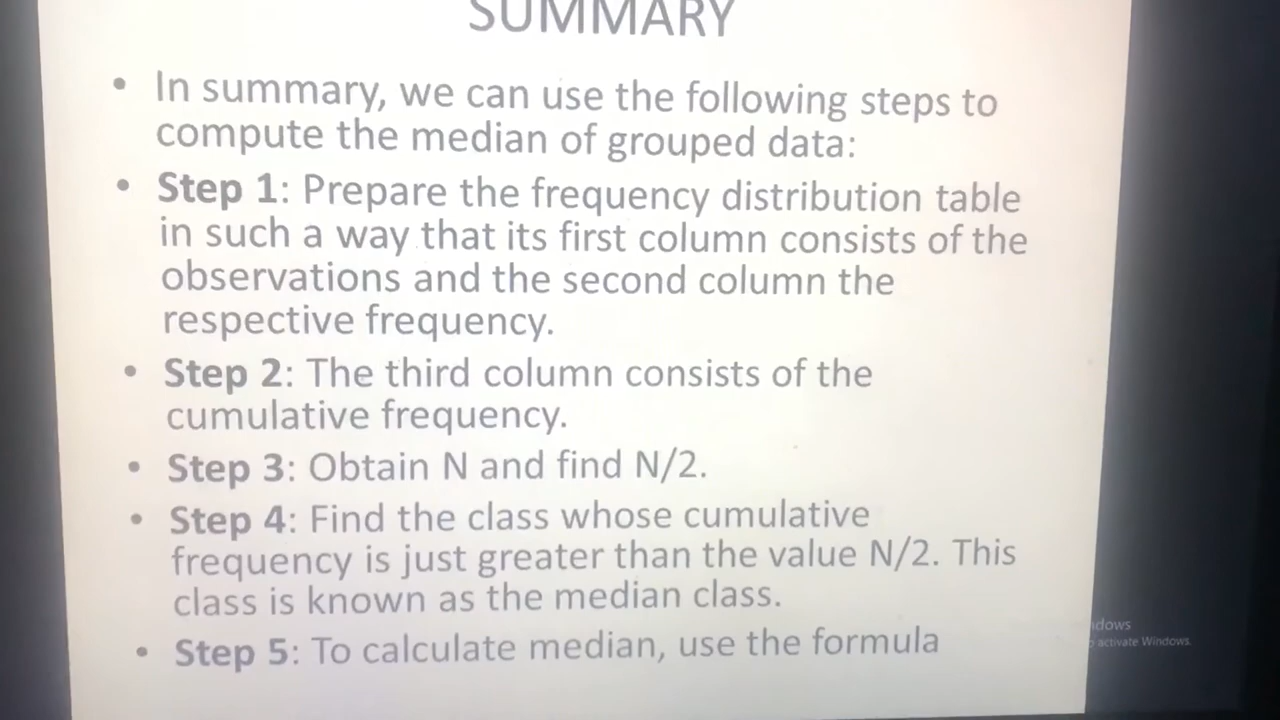 SUMMARY
• In summary, we can use the following steps to
compute the median of grouped data:
• Step 1: Prepare the frequency distribution table
in such a way that its first column consists of the
observations and the second column the
respective frequency.
• Step 2: The third column consists of the
cumulative frequency.
• Step 3: Obtain N and find N/2.
• Step 4: Find the class whose cumulative
frequency is just greater than the value N/2. This
class is known as the median class.
• Step 5: To calculate median, use the formula
ndows
activate Windows.